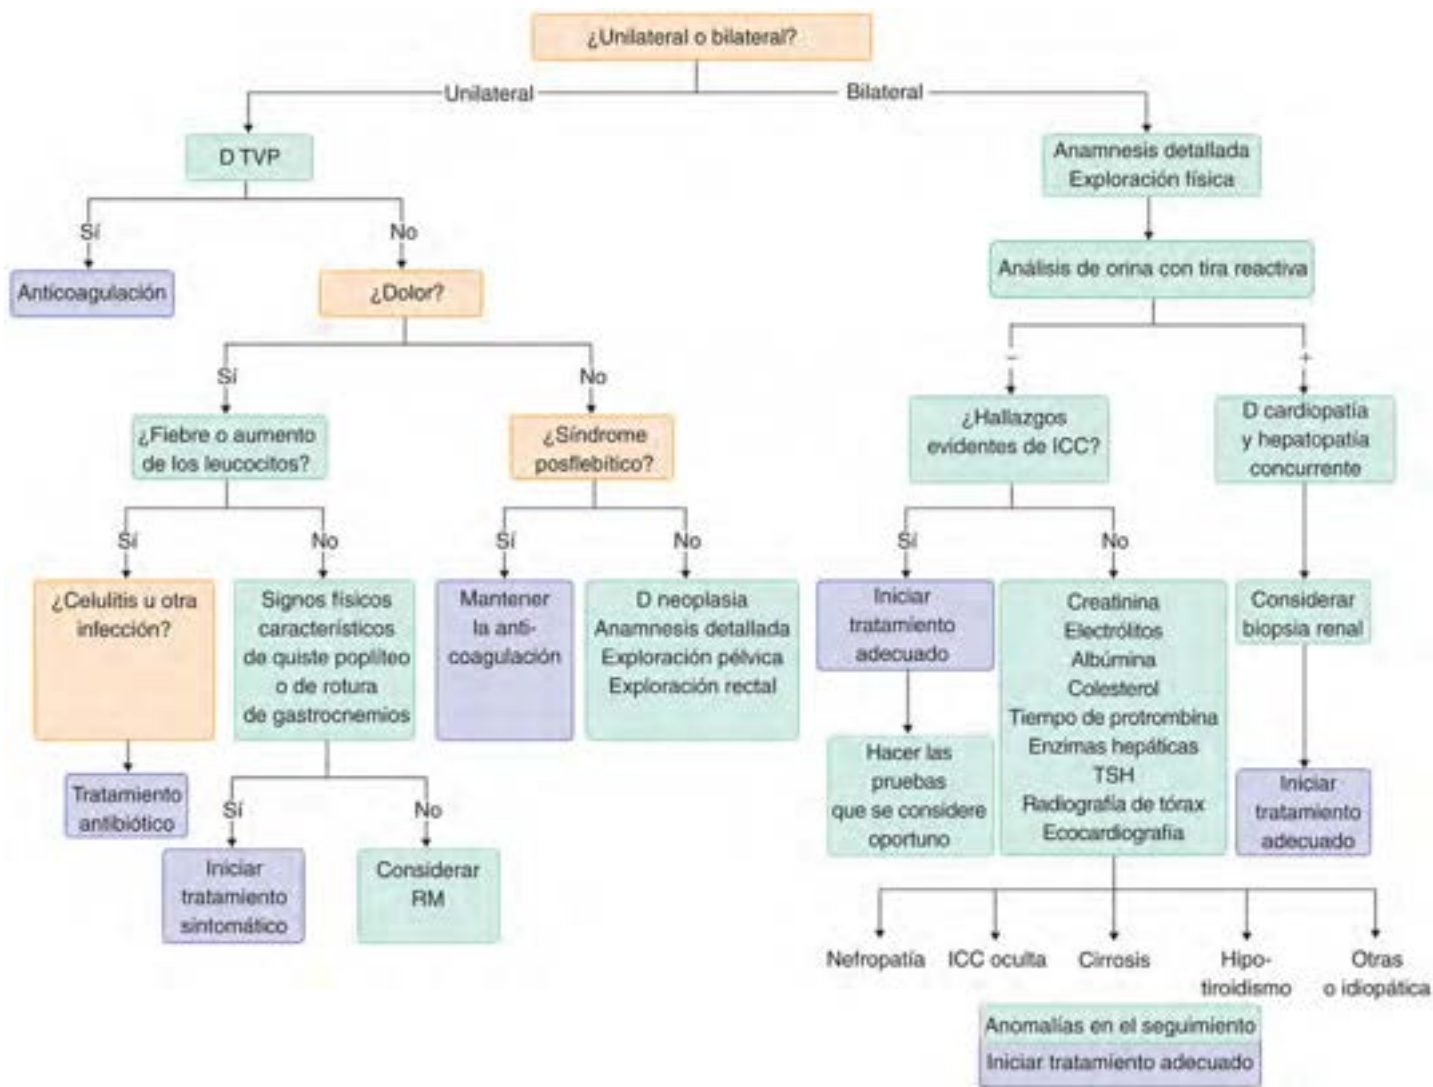 ¿Unilateral o bilateral?
Unilateral
Bilateral
D TVP
Anamnesis detallada
Exploración física
Sí
No
Análisis de orina con tira reactiva
Anticoagulación
¿Dolor?
–
+
Sí
No
¿Fiebre o aumento
de los leucocitos?
¿Síndrome
posflebítico?
¿Hallazgos
evidentes de ICC?
D cardiopatía
y hepatopatía
concurrente
Sí
No
Sí
No
Sí
No
¿Celulitis u otra
infección?
Signos físicos
característicos
de quiste poplíteo
o de rotura
de gastrocnemios
Mantener
la anti-
coagulación
D neoplasia
Anamnesis detallada
Exploración pélvica
Exploración rectal
Iniciar
tratamiento
adecuado
Creatinina
Electrólitos
Albúmina
Colesterol
Tiempo de protrombina
Enzimas hepáticas
TSH
Radiografía de tórax
Ecocardiografía
Considerar
biopsia renal
Tratamiento
antibiótico
Sí
No
Hacer las
pruebas
que se considere
oportuno
Iniciar
tratamiento
adecuado
Iniciar
tratamiento
sintomático
Considerar
RM
Nefropatía
ICC oculta
Cirrosis
Hipo-
tiroidismo
Otras
o idiopática
Anomalías en el seguimiento
Iniciar tratamiento adecuado